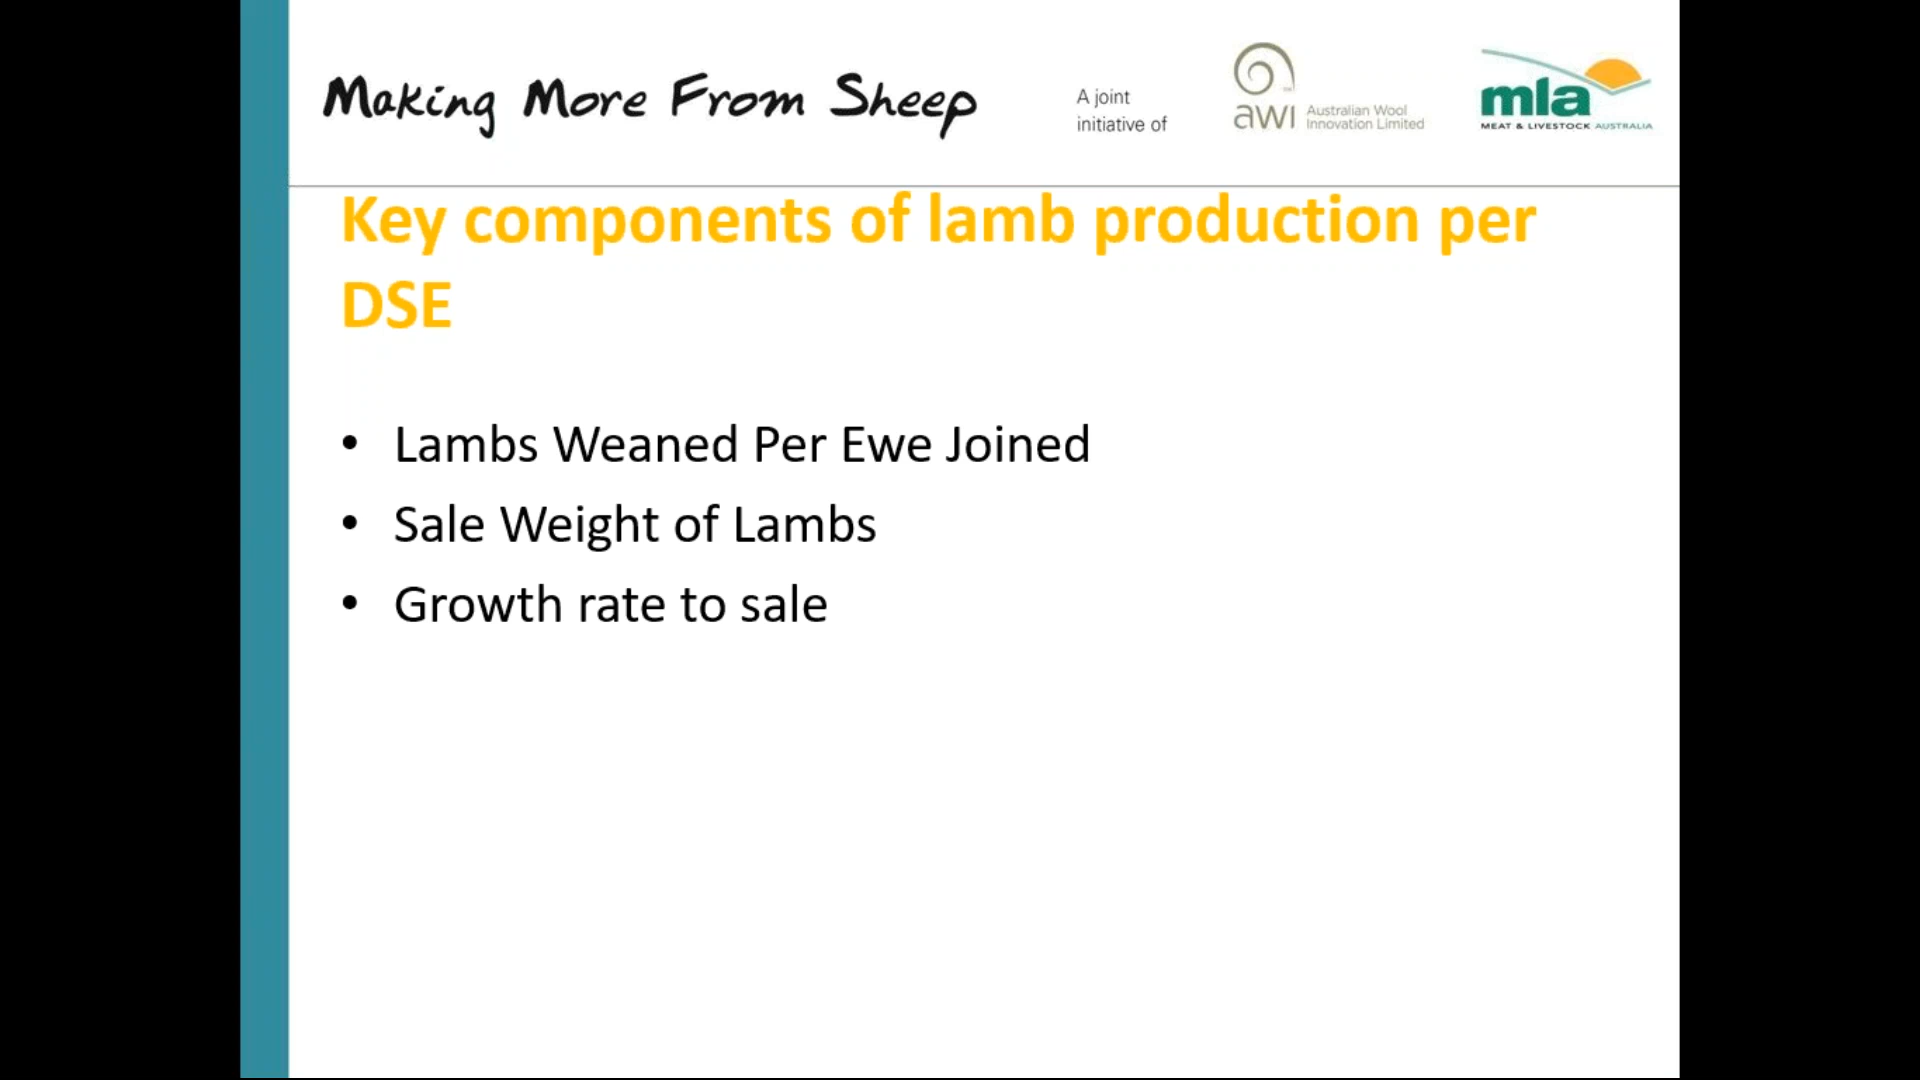 Making More From Sheep
A joint
initiative of
awi
Australian Wool
Innovation Limited
mla
MEAT & LIVESTOCK AUSTRALIA
Key components of lamb production per
DSE
• Lambs Weaned Per Ewe Joined
• Sale Weight of Lambs
• Growth rate to sale